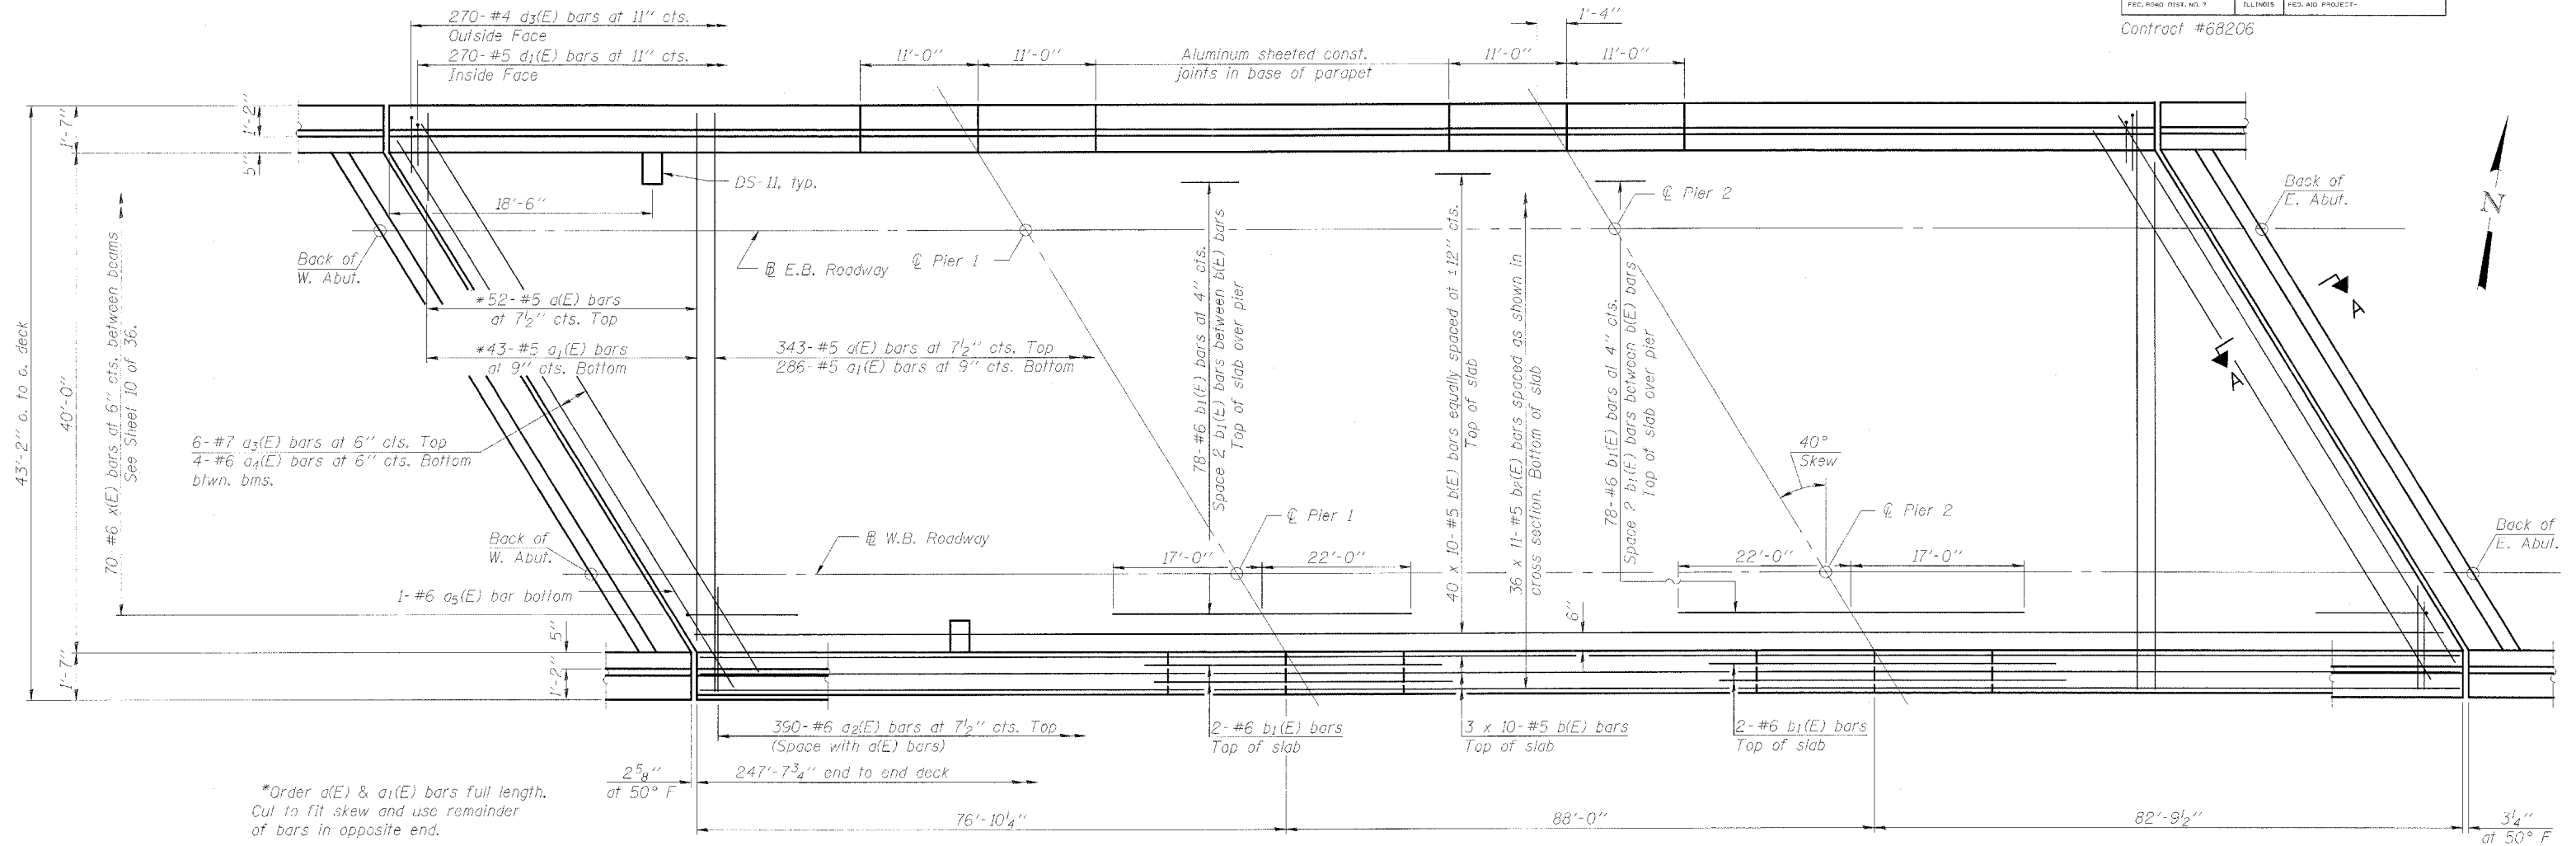 270-#4 d3(E) bars at 11" cts.
Outside Face
270-#5 d1(E) bars at 11" cts.
Inside Face
11'-0"
11'-0"
Aluminum sheeted const.
joints in base of parapet
1'-4"
11'-0"
11'-0"
FED. ROAD DIST. NO. 7
ILLINOIS
FED. AID PROJECT-
Contract #68206
1'-7"
1'-2"
5"
DS-11, typ.
18'-6"
Back of
W. Abut.
℄ Pier 1
℄ Pier 2
Back of
E. Abut.
N
A
A
B E.B. Roadway
43'-2" o. to o. deck
40'-0"
70-#6 x(E) bars at 6" cts. between beams
See Sheet 10 of 36.
*52-#5 a(E) bars
at 7½" cts. Top
*43-#5 a1(E) bars
at 9" cts. Bottom
343-#5 a(E) bars at 7½" cts. Top
286-#5 a1(E) bars at 9" cts. Bottom
78-#6 b1(E) bars at 4" cts.
Space 2 b1(E) bars between b(E) bars
Top of slab over pier
40 x 10-#5 b(E) bars equally spaced at ±12" cts.
Top of slab
36 x 11-#5 b2(E) bars spaced as shown in
cross section. Bottom of slab
78-#6 b1(E) bars at 4" cts.
Space 2 b1(E) bars between b(E) bars
Top of slab over pier
40°
Skew
6-#7 a3(E) bars at 6" cts. Top
4-#6 a4(E) bars at 6" cts. Bottom
btwn. bms.
Back of
W. Abut.
B W.B. Roadway
℄ Pier 1
℄ Pier 2
Back of
E. Abut.
17'-0"
22'-0"
22'-0"
17'-0"
1-#6 a5(E) bar bottom
6"
5"
1'-7"
1'-2"
390-#6 a2(E) bars at 7½" cts. Top
(Space with a(E) bars)
2-#6 b1(E) bars
Top of slab
3 x 10-#5 b(E) bars
Top of slab
2-#6 b1(E) bars
Top of slab
2⅝"
at 50° F
247'-7¾" end to end deck
*Order a(E) & a1(E) bars full length.
Cut to fit skew and use remainder
of bars in opposite end.
76'-10¼"
88'-0"
82'-9½"
3¼"
at 50° F